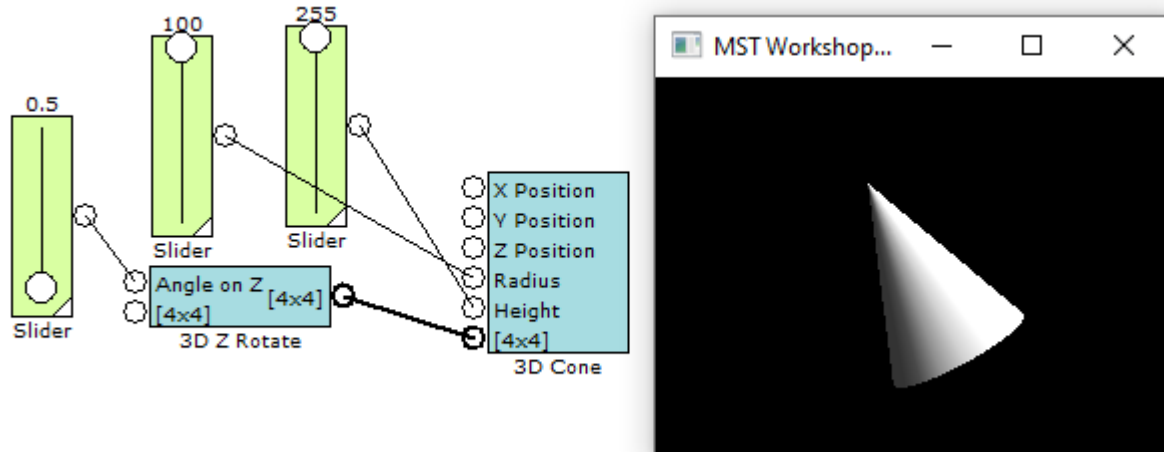 0.5
Slider
100
Slider
255
Slider
Angle on Z
[4x4]
[4x4]
3D Z Rotate
X Position
Y Position
Z Position
Radius
Height
[4x4]
3D Cone
MST Workshop...